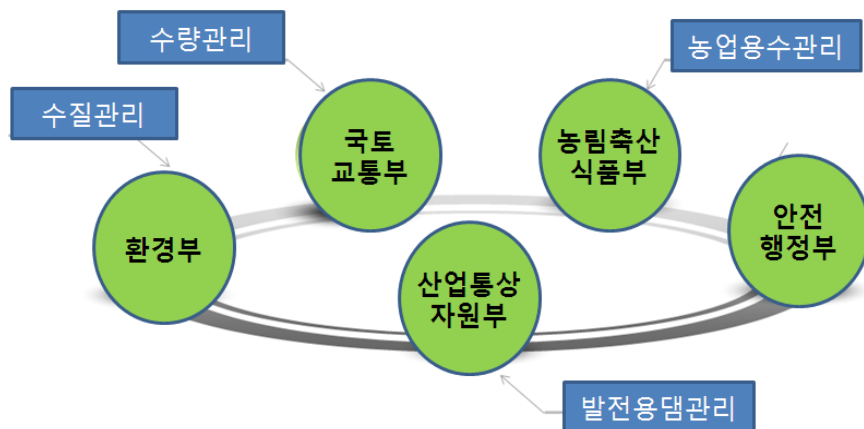 수량관리
농업용수관리
수질관리
국토
교통부
농림축산
식품부
안전
행정부
환경부
산업통상
자원부
발전용댐관리